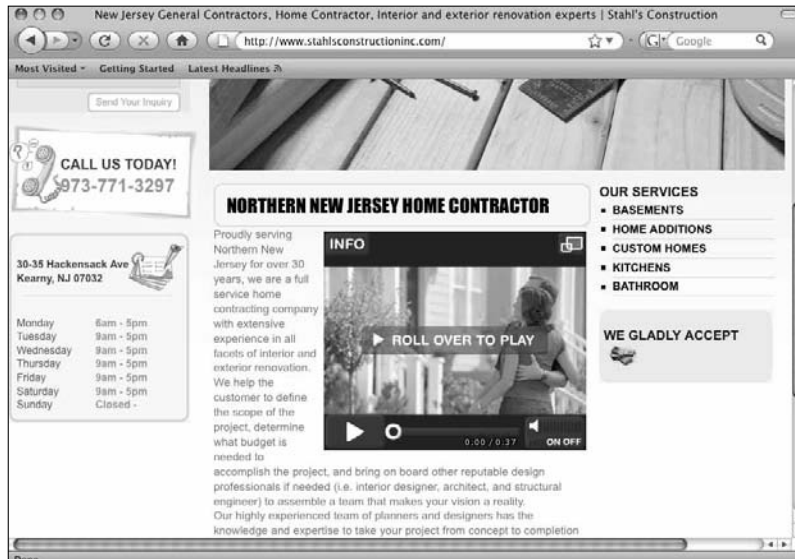 New Jersey General Contractors, Home Contractor, Interior and exterior renovation experts | Stahl's Construction
http://www.stahlsconstructioninc.com/
Google
Most Visited
Getting Started
Latest Headlines
Send Your Inquiry
CALL US TODAY!
973-771-3297
30-35 Hackensack Ave
Kearny, NJ 07032
Monday 6am - 5pm
Tuesday 9am - 5pm
Wednesday 9am - 5pm
Thursday 9am - 5pm
Friday 9am - 5pm
Saturday 9am - 5pm
Sunday Closed -
NORTHERN NEW JERSEY HOME CONTRACTOR
Proudly serving
Northern New
Jersey for over 30
years, we are a full
service home
contracting company
with extensive
experience in all
facets of interior and
exterior renovation.
We help the
customer to define
the scope of the
project, determine
what budget is
needed to
accomplish the project, and bring on board other reputable design
professionals if needed (i.e. interior designer, architect, and structural
engineer) to assemble a team that makes your vision a reality.
Our highly experienced team of planners and designers has the
knowledge and expertise to take your project from concept to completion
INFO
ROLL OVER TO PLAY
0:00 / 0:37
ON OFF
OUR SERVICES
BASEMENTS
HOME ADDITIONS
CUSTOM HOMES
KITCHENS
BATHROOM
WE GLADLY ACCEPT